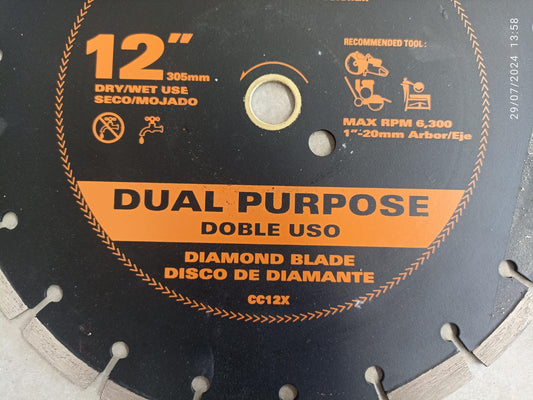 12"
305mm
DRY/WET USE
SECO/MOJADO
RECOMMENDED TOOL:
MAX RPM 6,300
1"-20mm Arbor/Eje
DUAL PURPOSE
DOBLE USO
DIAMOND BLADE
DISCO DE DIAMANTE
CC12X
29/07/2024 13:58